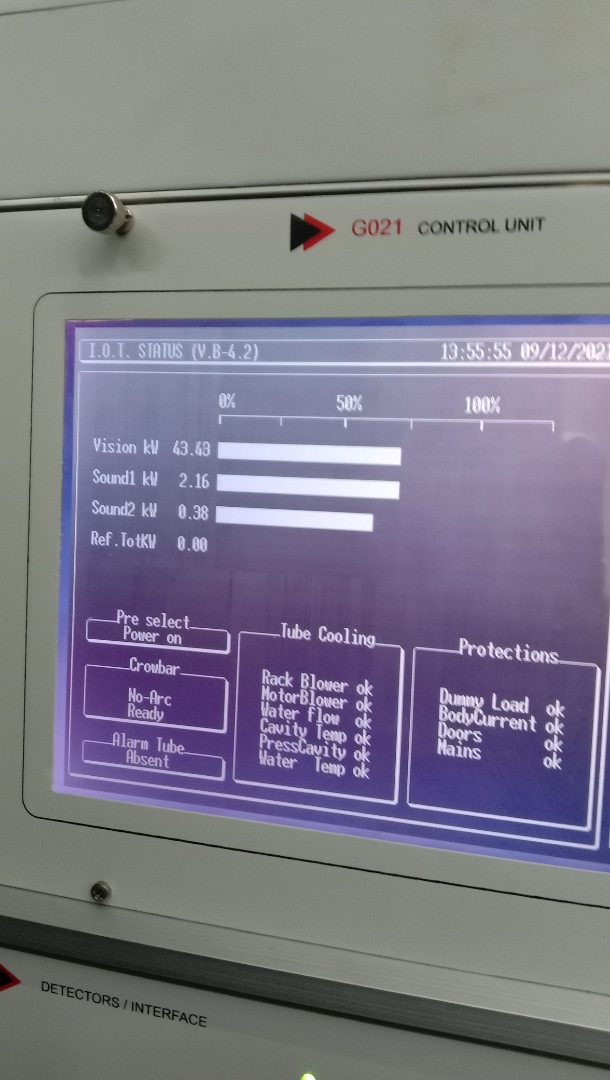 G021 CONTROL UNIT
I.O.T. STATUS (V.B-4.2) 13:55:55 09/12/2021
0% 50% 100%
Vision kW 43.43
Sound1 kW 2.16
Sound2 kW 0.38
Ref.TotKW 0.00
Pre select
Power on
Crowbar
No-Arc
Ready
Alarm Tube
Absent
Tube Cooling
Rack Blower ok
MotorBlower ok
Water flow ok
Cavity Temp ok
PressCavity ok
Water Temp ok
Protections
Dummy Load ok
BodyCurrent ok
Doors ok
Mains ok
DETECTORS / INTERFACE